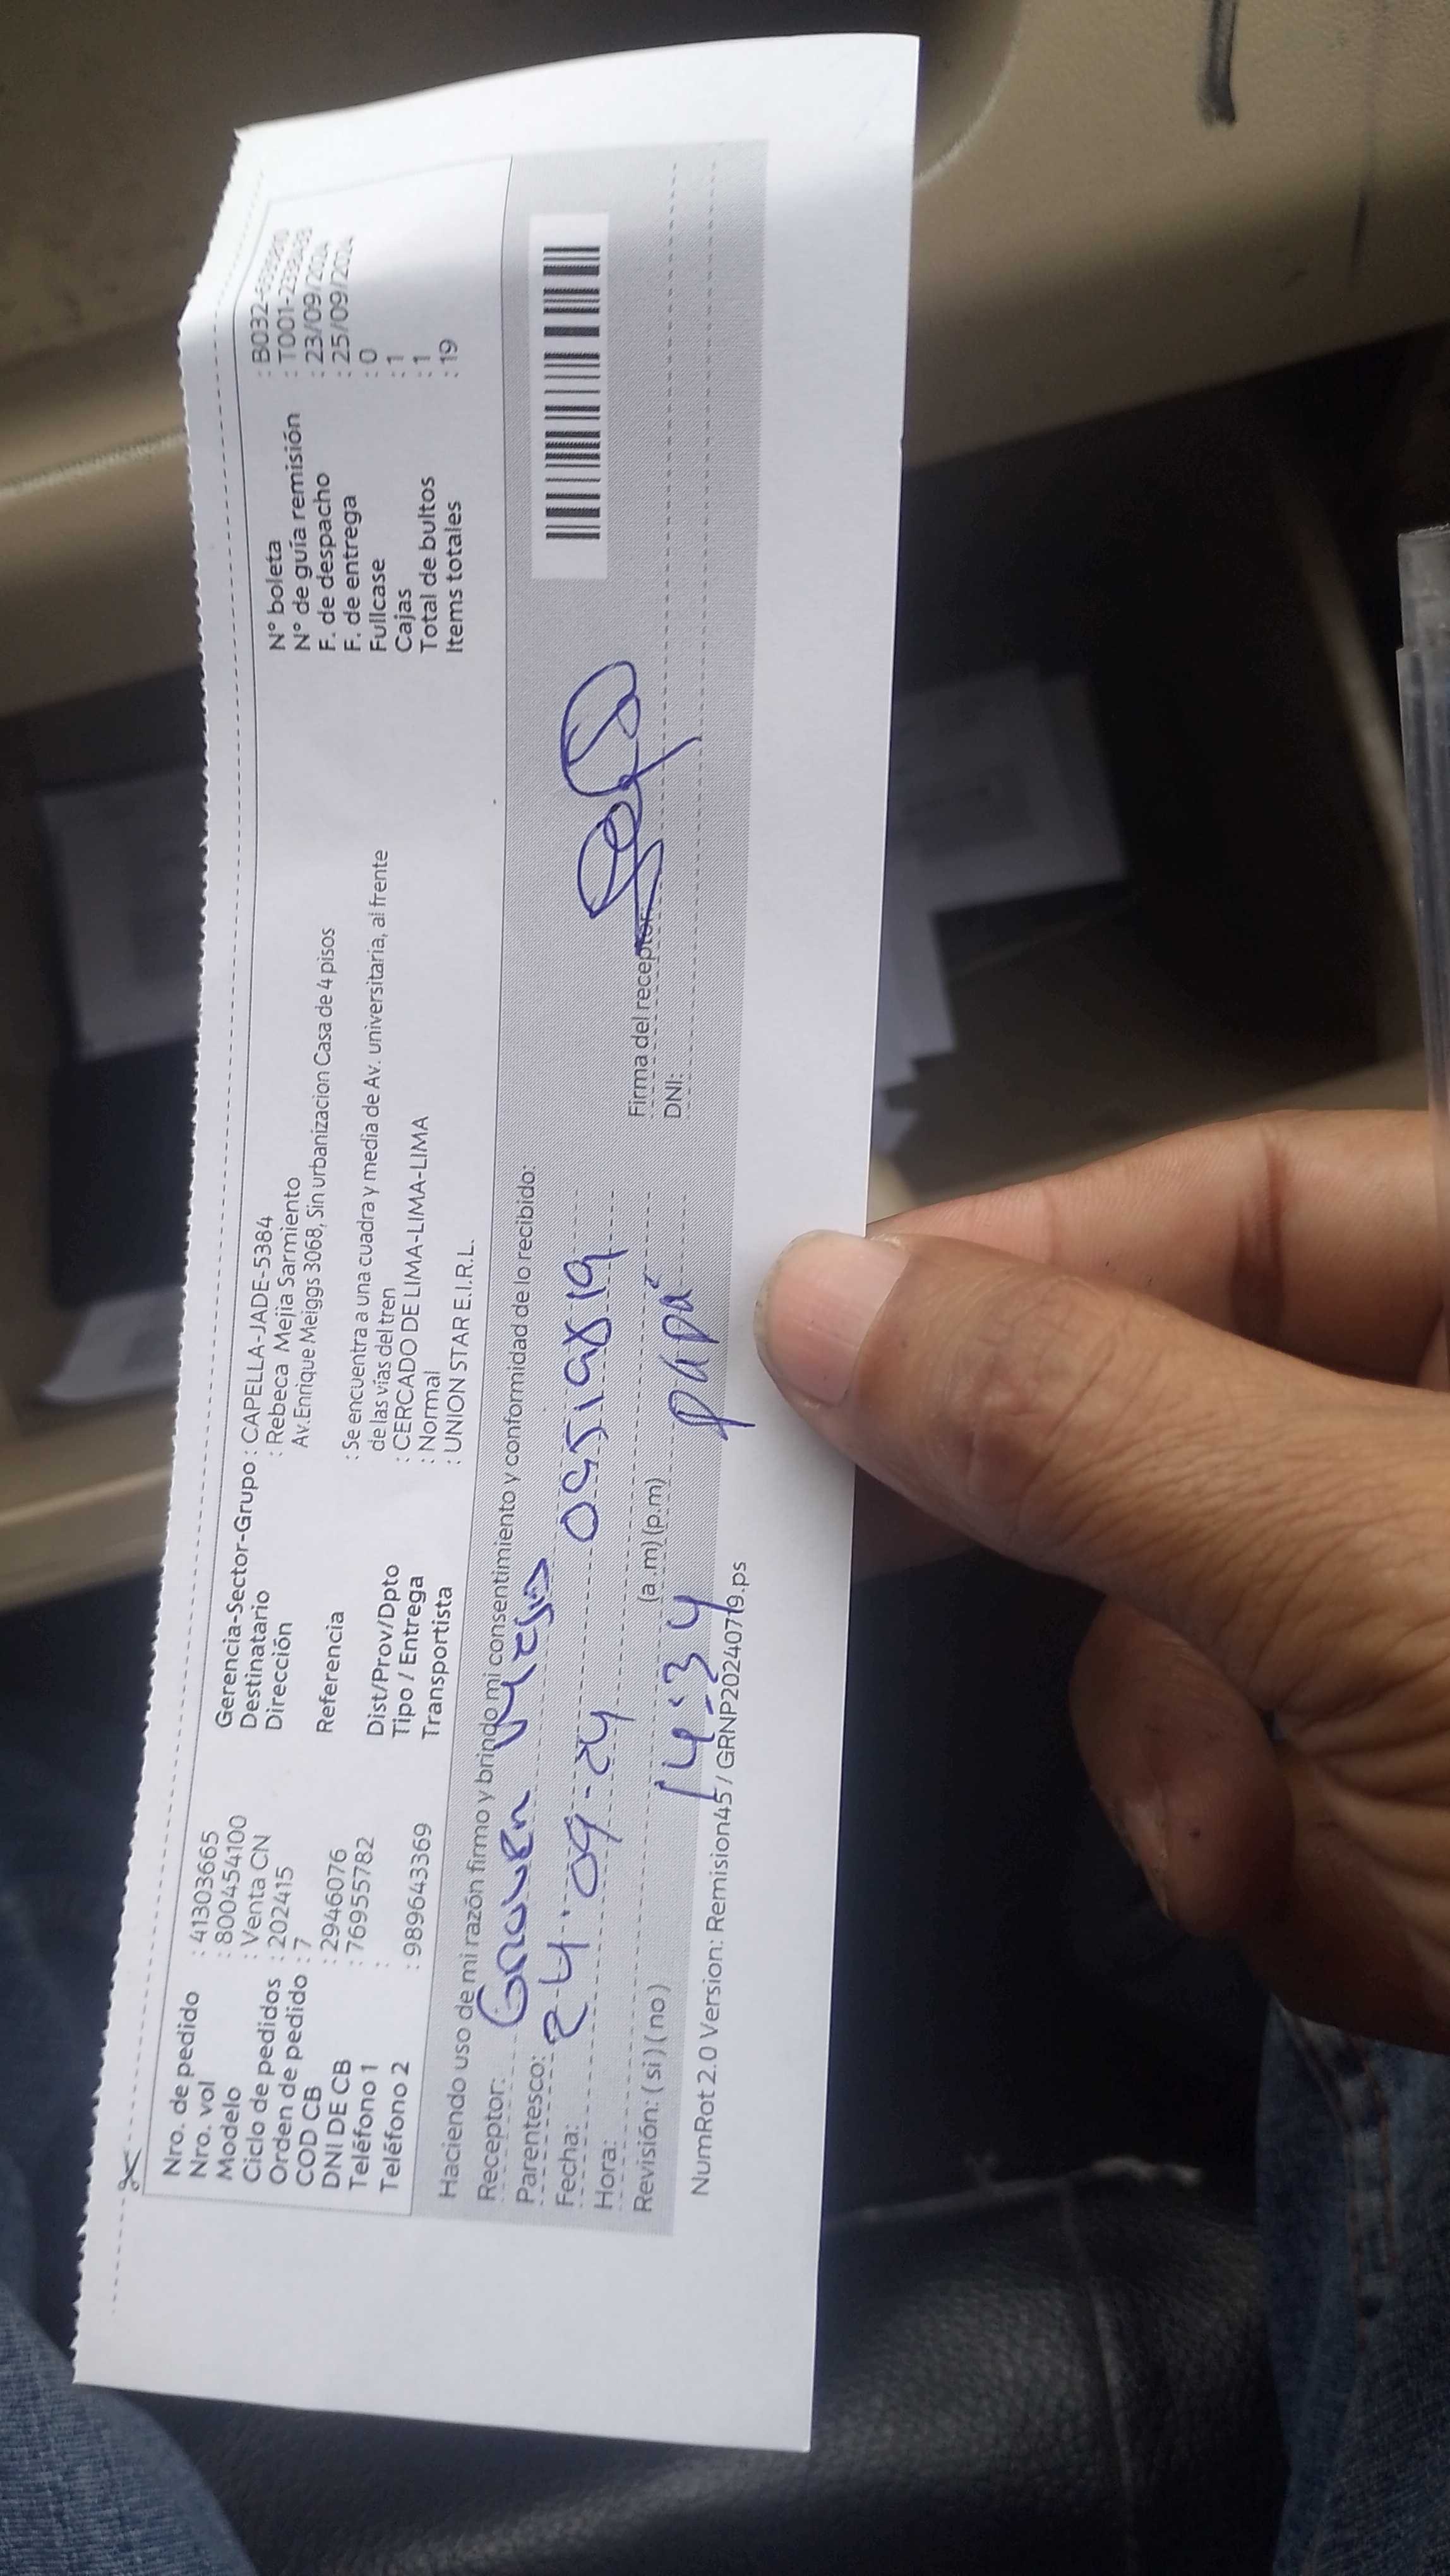 Nro. de pedido : 41303665
Nro. vol : 8004541​00
Modelo : Venta CN
Ciclo de pedidos : 202415
Orden de pedido : 7
COD CB : 2946076
DNI DE CB : 76955782
Teléfono 1 :
Teléfono 2 : 989643369
Gerencia-Sector-Grupo : CAPELLA-JADE-5384
Destinatario : Rebeca Mejia Sarmiento
Dirección Av.Enrique Meiggs 3068, Sin urbanizacion Casa de 4 pisos
Referencia : Se encuentra a una cuadra y media de Av. universitaria, al frente
de las vías del tren
Dist/Prov/Dpto : CERCADO DE LIMA-LIMA-LIMA
Tipo / Entrega : Normal
Transportista : UNION STAR E.I.R.L.
N° boleta : B032-
N° de guía remisión : T001-
F. de despacho : 23/09/2024
F. de entrega : 25/09/2024
Fullcase : 0
Cajas : 1
Total de bultos : 1
Items totales : 19
Haciendo uso de mi razón firmo y brindo mi consentimiento y conformidad de lo recibido:
Receptor:
Parentesco:
Fecha: 24-09-24
Hora: 14:34 (a.m) (p.m)
papá
Revisión: ( si ) ( no )
Firma del receptor:
DNI:
NumRot 2.0 Version: Remision45 / GRNP20240719.ps